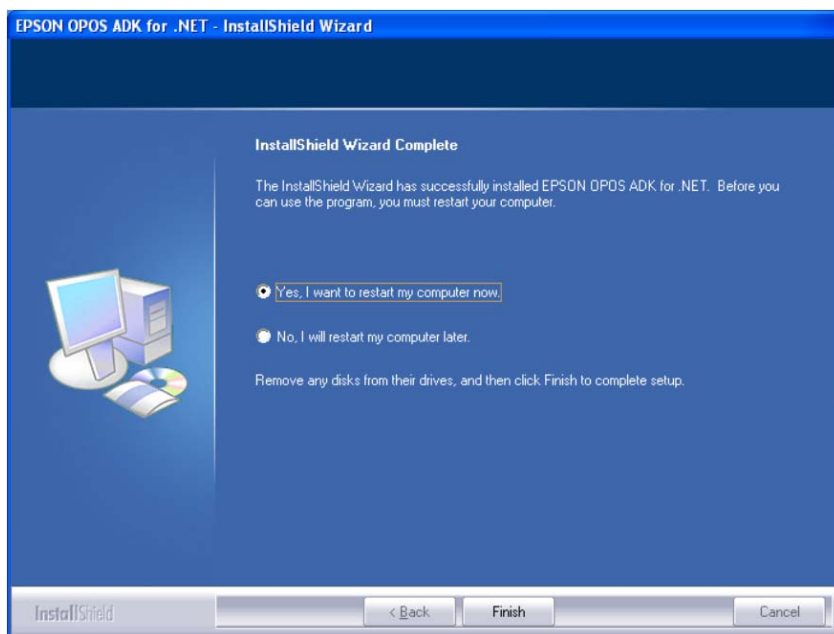 EPSON OPOS ADK for .NET - InstallShield Wizard
InstallShield Wizard Complete
The InstallShield Wizard has successfully installed EPSON OPOS ADK for .NET. Before you
can use the program, you must restart your computer.
Yes, I want to restart my computer now.
No, I will restart my computer later.
Remove any disks from their drives, and then click Finish to complete setup.
InstallShield
< Back
Finish
Cancel